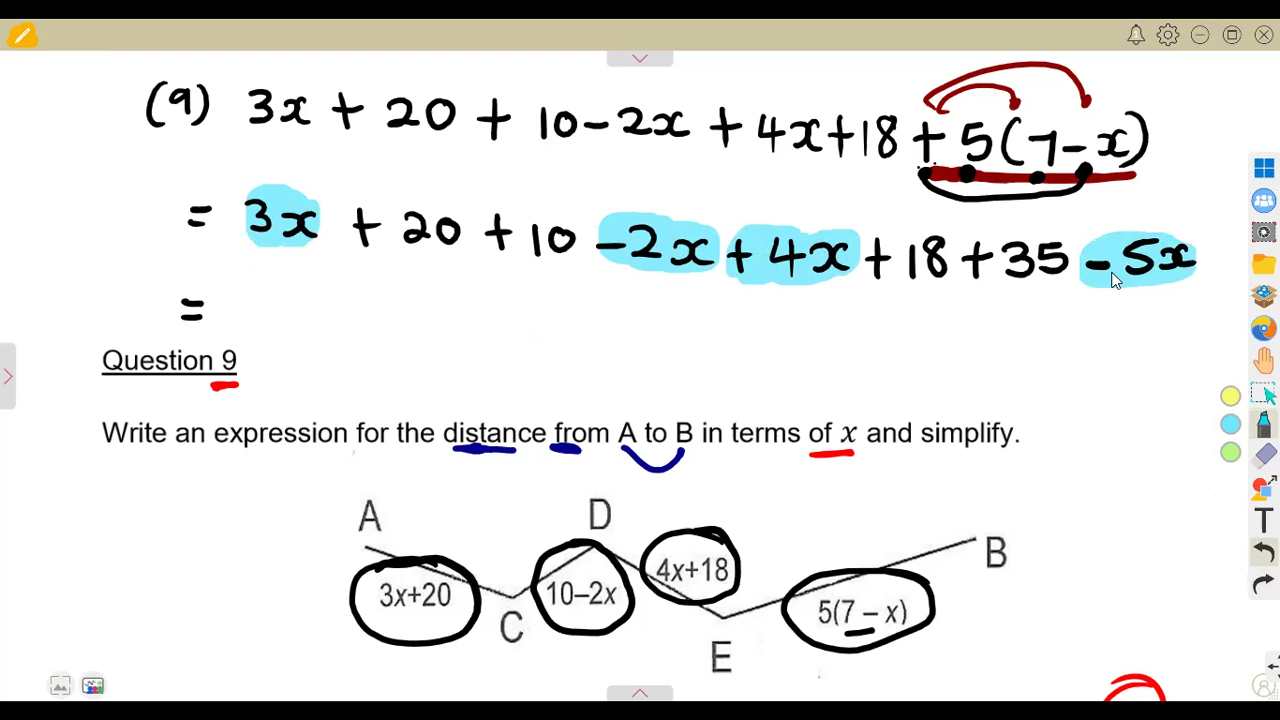 (9) 3x + 20 + 10 - 2x + 4x + 18 + 5(7 - x)
= 3x + 20 + 10 - 2x + 4x + 18 + 35 - 5x
=
Question 9
Write an expression for the distance from A to B in terms of x and simplify.
A
D
B
3x+20
10–2x
4x+18
5(7 – x)
C
E
T